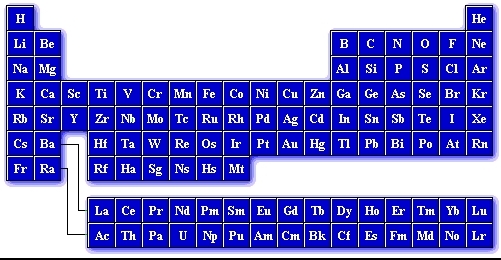 H He
Li Be B C N O F Ne
Na Mg Al Si P S Cl Ar
K Ca Sc Ti V Cr Mn Fe Co Ni Cu Zn Ga Ge As Se Br Kr
Rb Sr Y Zr Nb Mo Tc Ru Rh Pd Ag Cd In Sn Sb Te I Xe
Cs Ba Hf Ta W Re Os Ir Pt Au Hg Tl Pb Bi Po At Rn
Fr Ra Rf Ha Sg Ns Hs Mt
La Ce Pr Nd Pm Sm Eu Gd Tb Dy Ho Er Tm Yb Lu
Ac Th Pa U Np Pu Am Cm Bk Cf Es Fm Md No Lr